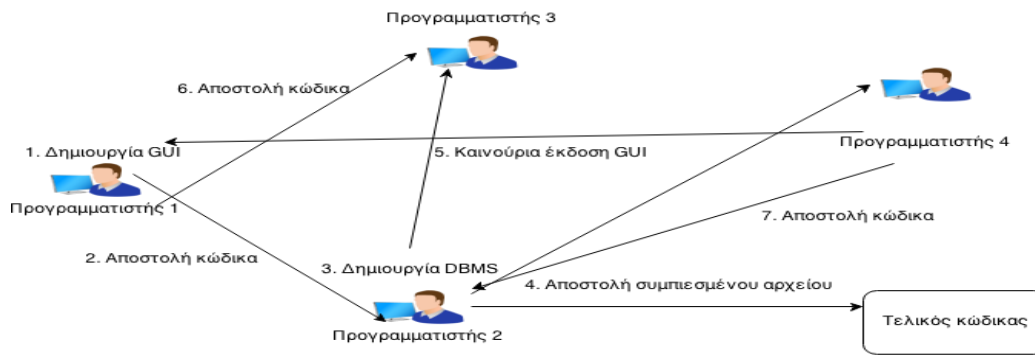 Προγραμματιστής 3
6. Αποστολή κώδικα
1. Δημιουργία GUI
5. Καινούρια έκδοση GUI
Προγραμματιστής 4
Προγραμματιστής 1
7. Αποστολή κώδικα
2. Αποστολή κώδικα
3. Δημιουργία DBMS
4. Αποστολή συμπιεσμένου αρχείου
Προγραμματιστής 2
Τελικός κώδικας